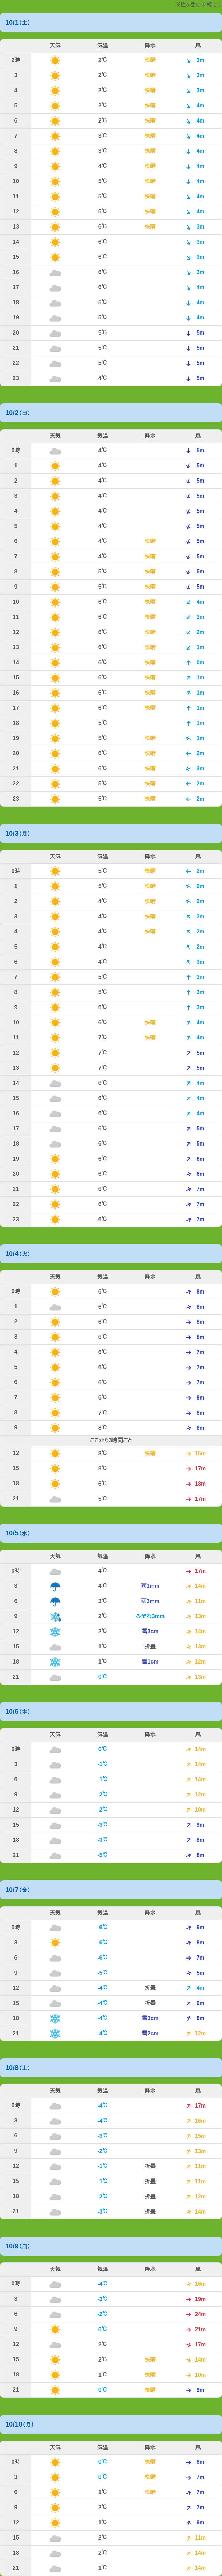 ※槍ヶ岳の予報です
10/1(土)
天気 気温 降水 風
2時 2℃ 快晴 3m
3 2℃ 快晴 3m
4 2℃ 快晴 3m
5 2℃ 快晴 4m
6 2℃ 快晴 4m
7 3℃ 快晴 4m
8 3℃ 快晴 4m
9 4℃ 快晴 4m
10 5℃ 快晴 4m
11 5℃ 快晴 4m
12 5℃ 快晴 4m
13 6℃ 快晴 3m
14 6℃ 3m
15 6℃ 3m
16 6℃ 3m
17 6℃ 4m
18 5℃ 4m
19 5℃ 4m
20 5℃ 5m
21 5℃ 5m
22 5℃ 5m
23 4℃ 5m
10/2(日)
天気 気温 降水 風
0時 4℃ 5m
1 4℃ 5m
2 4℃ 5m
3 4℃ 5m
4 4℃ 5m
5 4℃ 5m
6 4℃ 快晴 5m
7 4℃ 快晴 5m
8 5℃ 快晴 5m
9 5℃ 快晴 5m
10 6℃ 快晴 4m
11 6℃ 快晴 3m
12 6℃ 快晴 2m
13 6℃ 快晴 1m
14 6℃ 快晴 0m
15 6℃ 快晴 1m
16 6℃ 快晴 1m
17 6℃ 快晴 1m
18 5℃ 快晴 1m
19 5℃ 快晴 1m
20 6℃ 快晴 2m
21 6℃ 快晴 3m
22 5℃ 快晴 2m
23 5℃ 快晴 2m
10/3(月)
天気 気温 降水 風
0時 5℃ 快晴 2m
1 5℃ 快晴 2m
2 4℃ 快晴 2m
3 4℃ 快晴 2m
4 4℃ 快晴 2m
5 4℃ 2m
6 4℃ 3m
7 5℃ 3m
8 5℃ 3m
9 6℃ 3m
10 6℃ 快晴 4m
11 7℃ 快晴 4m
12 7℃ 5m
13 7℃ 5m
14 6℃ 4m
15 6℃ 4m
16 6℃ 4m
17 6℃ 5m
18 6℃ 5m
19 6℃ 6m
20 6℃ 6m
21 6℃ 7m
22 6℃ 7m
23 6℃ 7m
10/4(火)
天気 気温 降水 風
0時 6℃ 8m
1 6℃ 8m
2 6℃ 8m
3 6℃ 8m
4 6℃ 7m
5 6℃ 7m
6 6℃ 7m
7 6℃ 8m
8 7℃ 8m
9 8℃ 8m
ここから3時間ごと
12 8℃ 快晴 15m
15 8℃ 17m
18 6℃ 18m
21 5℃ 17m
10/5(水)
天気 気温 降水 風
0時 4℃ 17m
3 4℃ 雨1mm 14m
6 3℃ 雨3mm 11m
9 2℃ みぞれ3mm 13m
12 2℃ 雪3cm 14m
15 1℃ 折曇 13m
18 1℃ 雪1cm 12m
21 0℃ 13m
10/6(木)
天気 気温 降水 風
0時 0℃ 14m
3 -1℃ 14m
6 -1℃ 14m
9 -2℃ 12m
12 -2℃ 10m
15 -3℃ 9m
18 -3℃ 8m
21 -5℃ 8m
10/7(金)
天気 気温 降水 風
0時 -6℃ 9m
3 -6℃ 8m
6 -6℃ 7m
9 -5℃ 5m
12 -4℃ 折曇 4m
15 -4℃ 折曇 6m
18 -4℃ 雪3cm 8m
21 -4℃ 雪2cm 12m
10/8(土)
天気 気温 降水 風
0時 -4℃ 17m
3 -4℃ 16m
6 -3℃ 15m
9 -2℃ 13m
12 -1℃ 折曇 11m
15 -1℃ 折曇 11m
18 -2℃ 折曇 12m
21 -3℃ 折曇 14m
10/9(日)
天気 気温 降水 風
0時 -4℃ 16m
3 -3℃ 19m
6 -2℃ 24m
9 0℃ 21m
12 2℃ 17m
15 2℃ 快晴 14m
18 1℃ 快晴 10m
21 0℃ 快晴 9m
10/10(月)
天気 気温 降水 風
0時 0℃ 快晴 8m
3 0℃ 快晴 7m
6 1℃ 快晴 7m
9 2℃ 7m
12 1℃ 9m
15 2℃ 11m
18 2℃ 14m
21 1℃ 14m